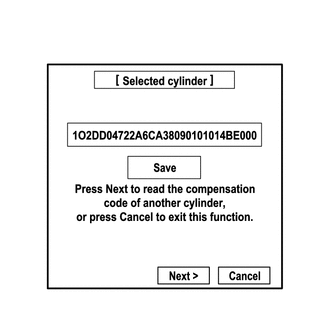 [ Selected cylinder ]
1O2DD04722A6CA38090101014BE000
Save
Press Next to read the compensation
code of another cylinder,
or press Cancel to exit this function.
Next > Cancel